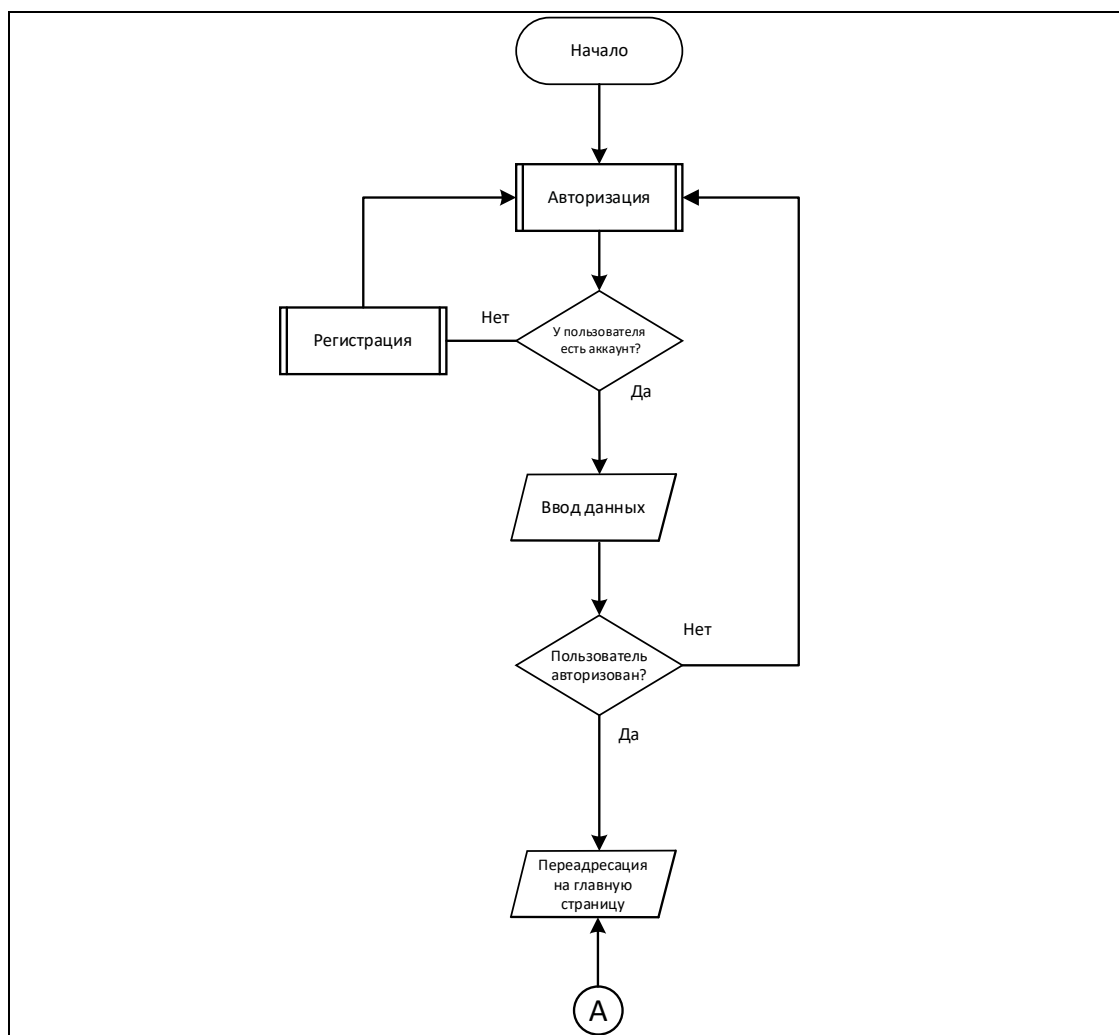 Начало
Авторизация
Нет
У пользователя
есть аккаунт?
Регистрация
Да
Ввод данных
Нет
Пользователь
авторизован?
Да
Переадресация
на главную
страницу
А